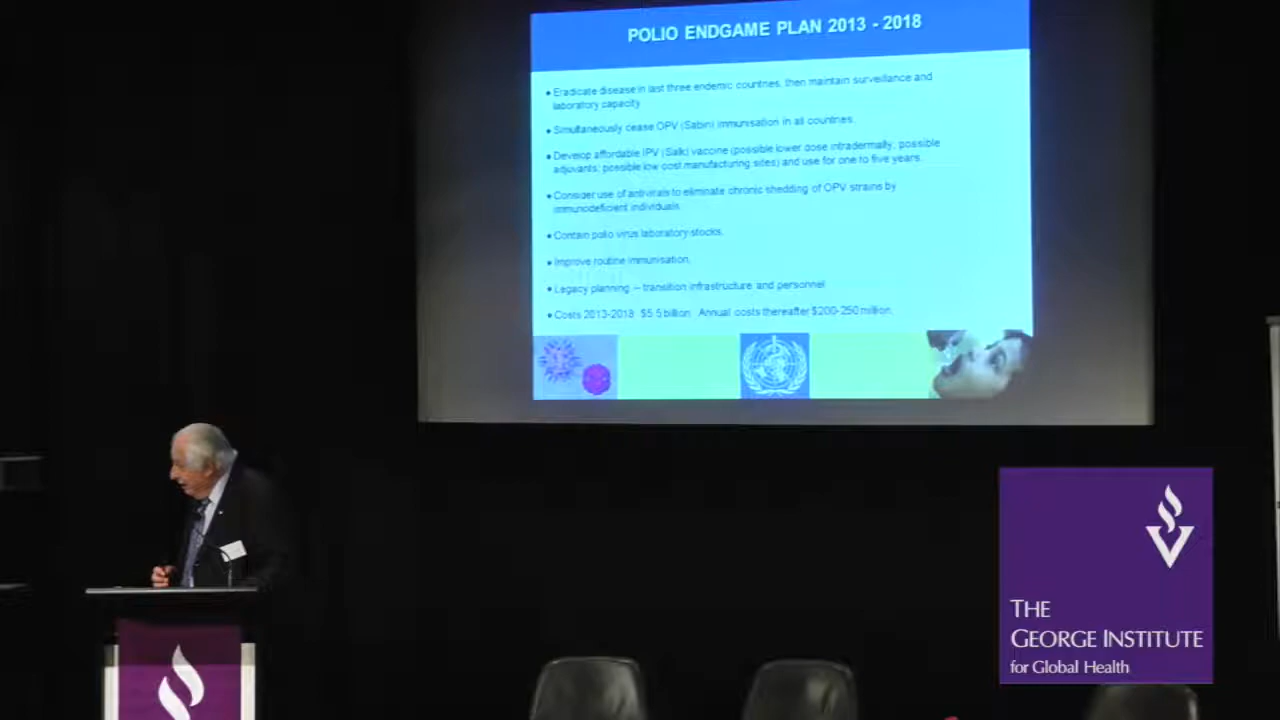 POLIO ENDGAME PLAN 2013 - 2018
• Eradicate disease in last three endemic countries, then maintain surveillance and
laboratory capacity
• Simultaneously cease OPV (Sabin) immunisation in all countries.
• Develop affordable IPV (Salk) vaccine (possible lower dose intradermally, possible
adjuvants; possible low cost manufacturing sites) and use for one to five years.
• Consider use of antivirals to eliminate chronic shedding of OPV strains by
immunodeficient individuals
• Contain polio virus laboratory stocks.
• Improve routine immunisation.
• Legacy planning – transition infrastructure and personnel
• Costs 2013-2018 $5.5 billion. Annual costs thereafter $200-250 million.
THE
GEORGE INSTITUTE
for Global Health